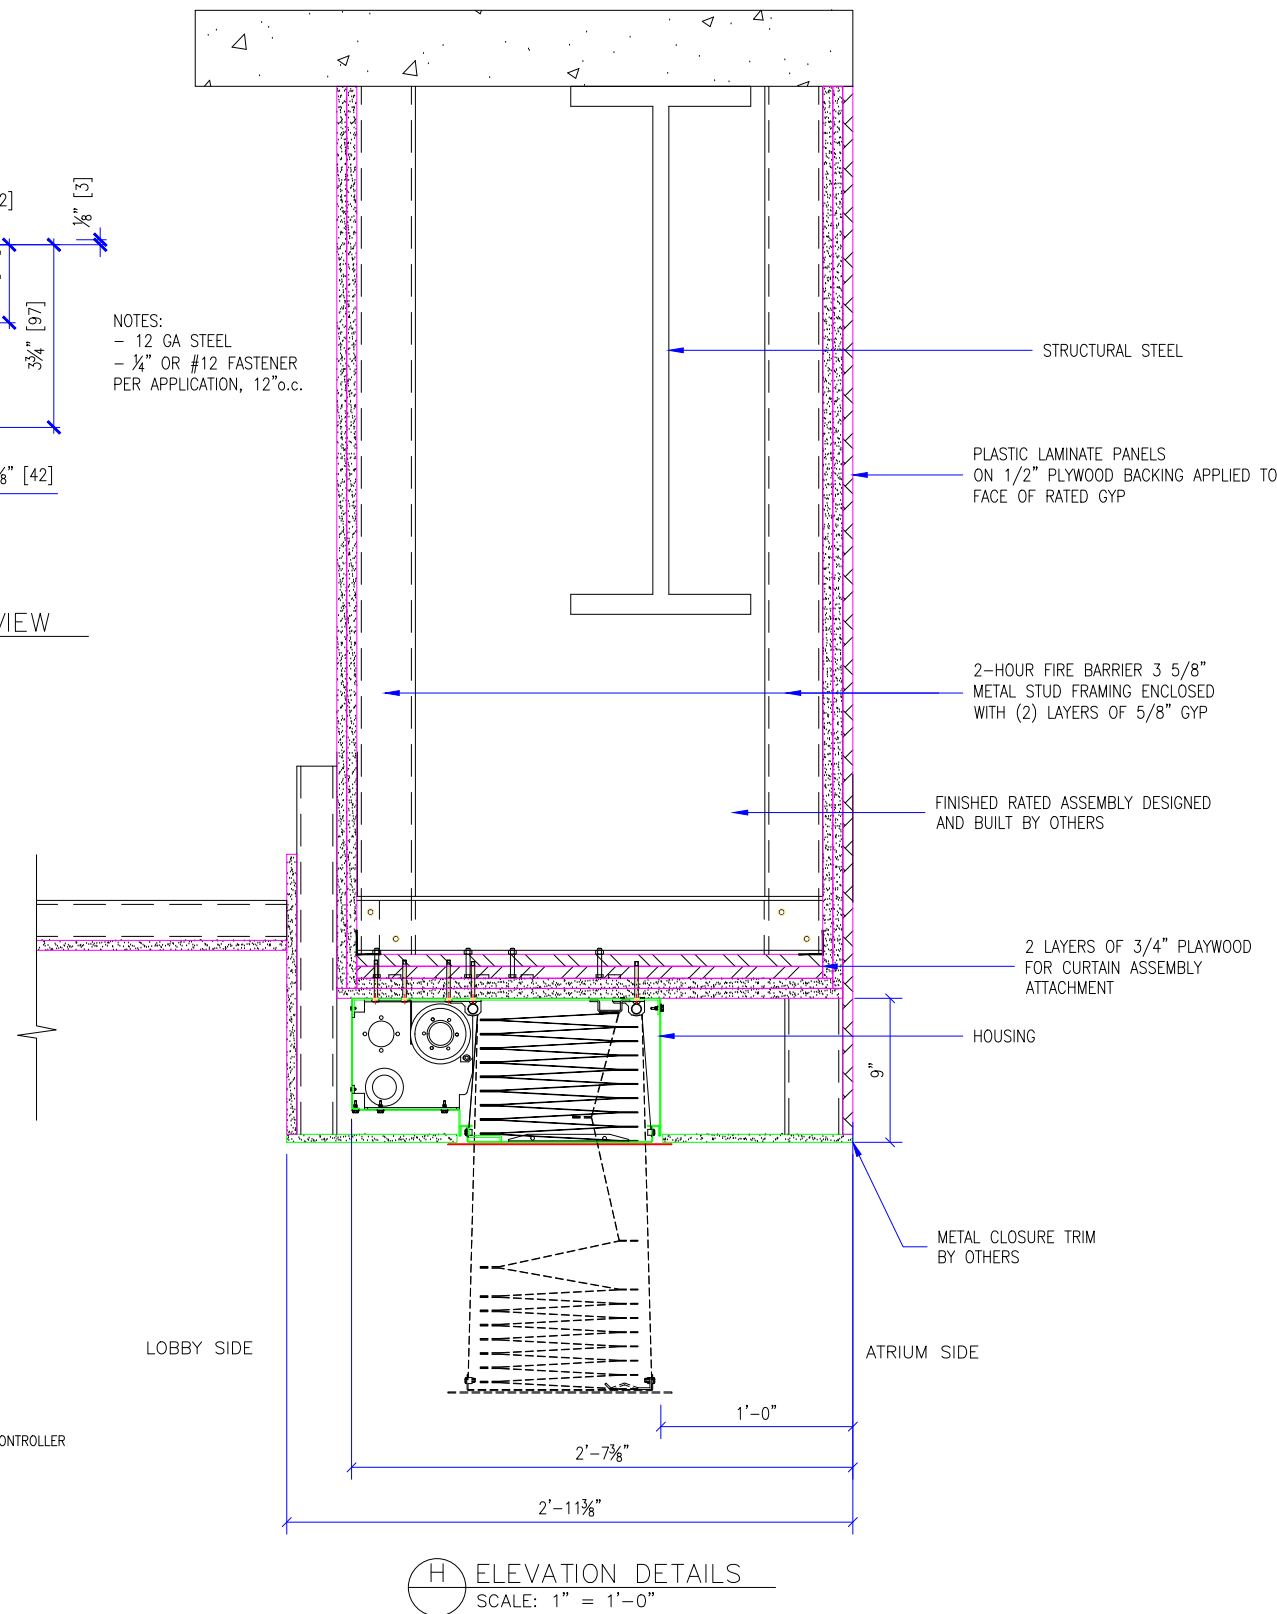 2]
⅛" [3]
3¾" [97]
⅝" [42]
NOTES:
- 12 GA STEEL
- ¼" OR #12 FASTENER
PER APPLICATION, 12"o.c.
STRUCTURAL STEEL
PLASTIC LAMINATE PANELS
ON 1/2" PLYWOOD BACKING APPLIED TO
FACE OF RATED GYP
VIEW
2-HOUR FIRE BARRIER 3 5/8"
METAL STUD FRAMING ENCLOSED
WITH (2) LAYERS OF 5/8" GYP
FINISHED RATED ASSEMBLY DESIGNED
AND BUILT BY OTHERS
2 LAYERS OF 3/4" PLAYWOOD
FOR CURTAIN ASSEMBLY
ATTACHMENT
HOUSING
9"
METAL CLOSURE TRIM
BY OTHERS
LOBBY SIDE
ATRIUM SIDE
1'-0"
ONTROLLER
2'-7⅜"
2'-11⅜"
H
ELEVATION DETAILS
SCALE: 1" = 1'-0"